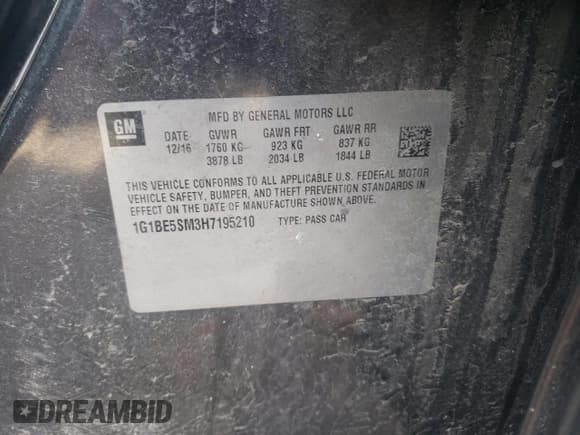 GM
MFD BY GENERAL MOTORS LLC
DATE GVWR GAWR FRT GAWR RR
12/16 1760 KG 923 KG 837 KG
3878 LB 2034 LB 1844 LB
THIS VEHICLE CONFORMS TO ALL APPLICABLE U.S. FEDERAL MOTOR
VEHICLE SAFETY, BUMPER, AND THEFT PREVENTION STANDARDS IN
EFFECT ON THE DATE OF MANUFACTURE SHOWN ABOVE.
1G1BE5SM3H7195210 TYPE: PASS CAR
DREAMBID